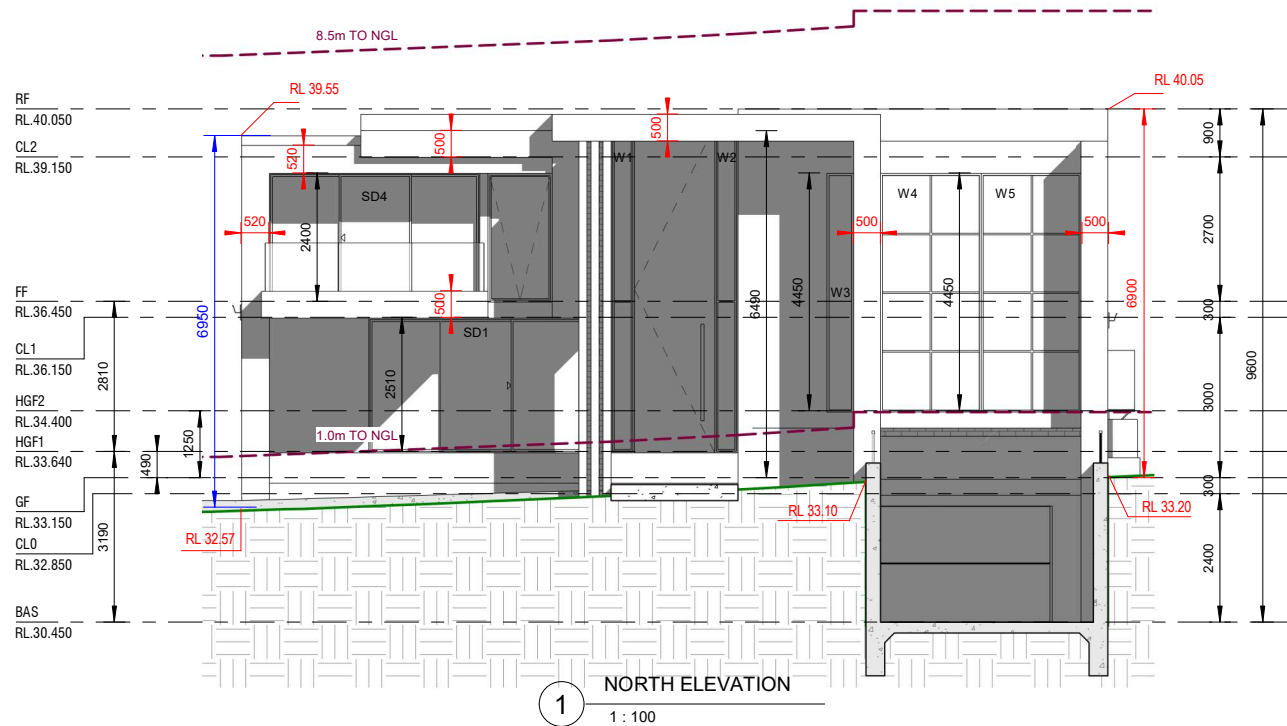 8.5m TO NGL
RL 39.55
RL 40.05
RF
RL.40.050
CL2
RL.39.150
FF
RL.36.450
CL1
RL.36.150
HGF2
RL.34.400
HGF1
RL.33.640
GF
RL.33.150
CL0
RL.32.850
BAS
RL.30.450
2810
1250
490
3190
6950
520
520
2400
SD4
500
500
SD1
2510
1.0m TO NGL
RL 32.57
W1
W2
500
6490
4450
W3
500
W4
W5
4450
500
6900
RL 33.10
RL 33.20
900
2700
300
3000
300
2400
9600
1
NORTH ELEVATION
1 : 100